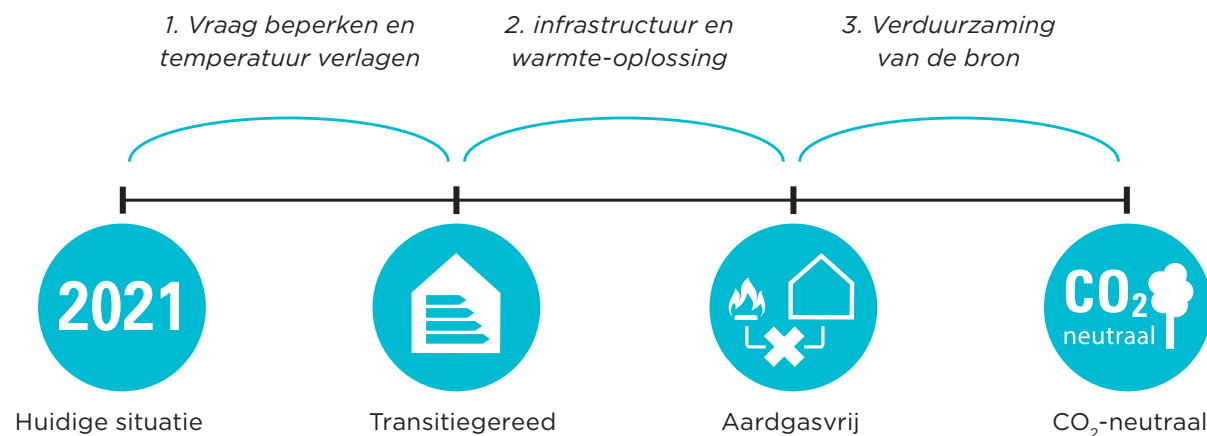 1. Vraag beperken en
temperatuur verlagen
2. infrastructuur en
warmte-oplossing
3. Verduurzaming
van de bron
2021
CO₂
neutraal
Huidige situatie
Transitiegereed
Aardgasvrij
CO₂-neutraal